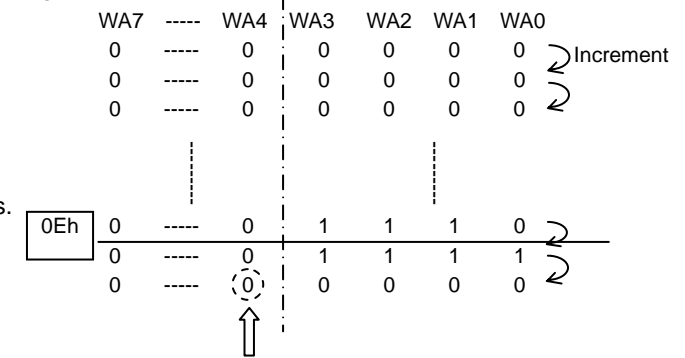 WA7 ----- WA4 WA3 WA2 WA1 WA0
0 ----- 0 0 0 0 0 Increment
0 ----- 0 0 0 0 0
0 ----- 0 0 0 0 0
s.
0Eh 0 ----- 0 1 1 1 0
0 ----- 0 1 1 1 1
0 ----- 0 0 0 0 0